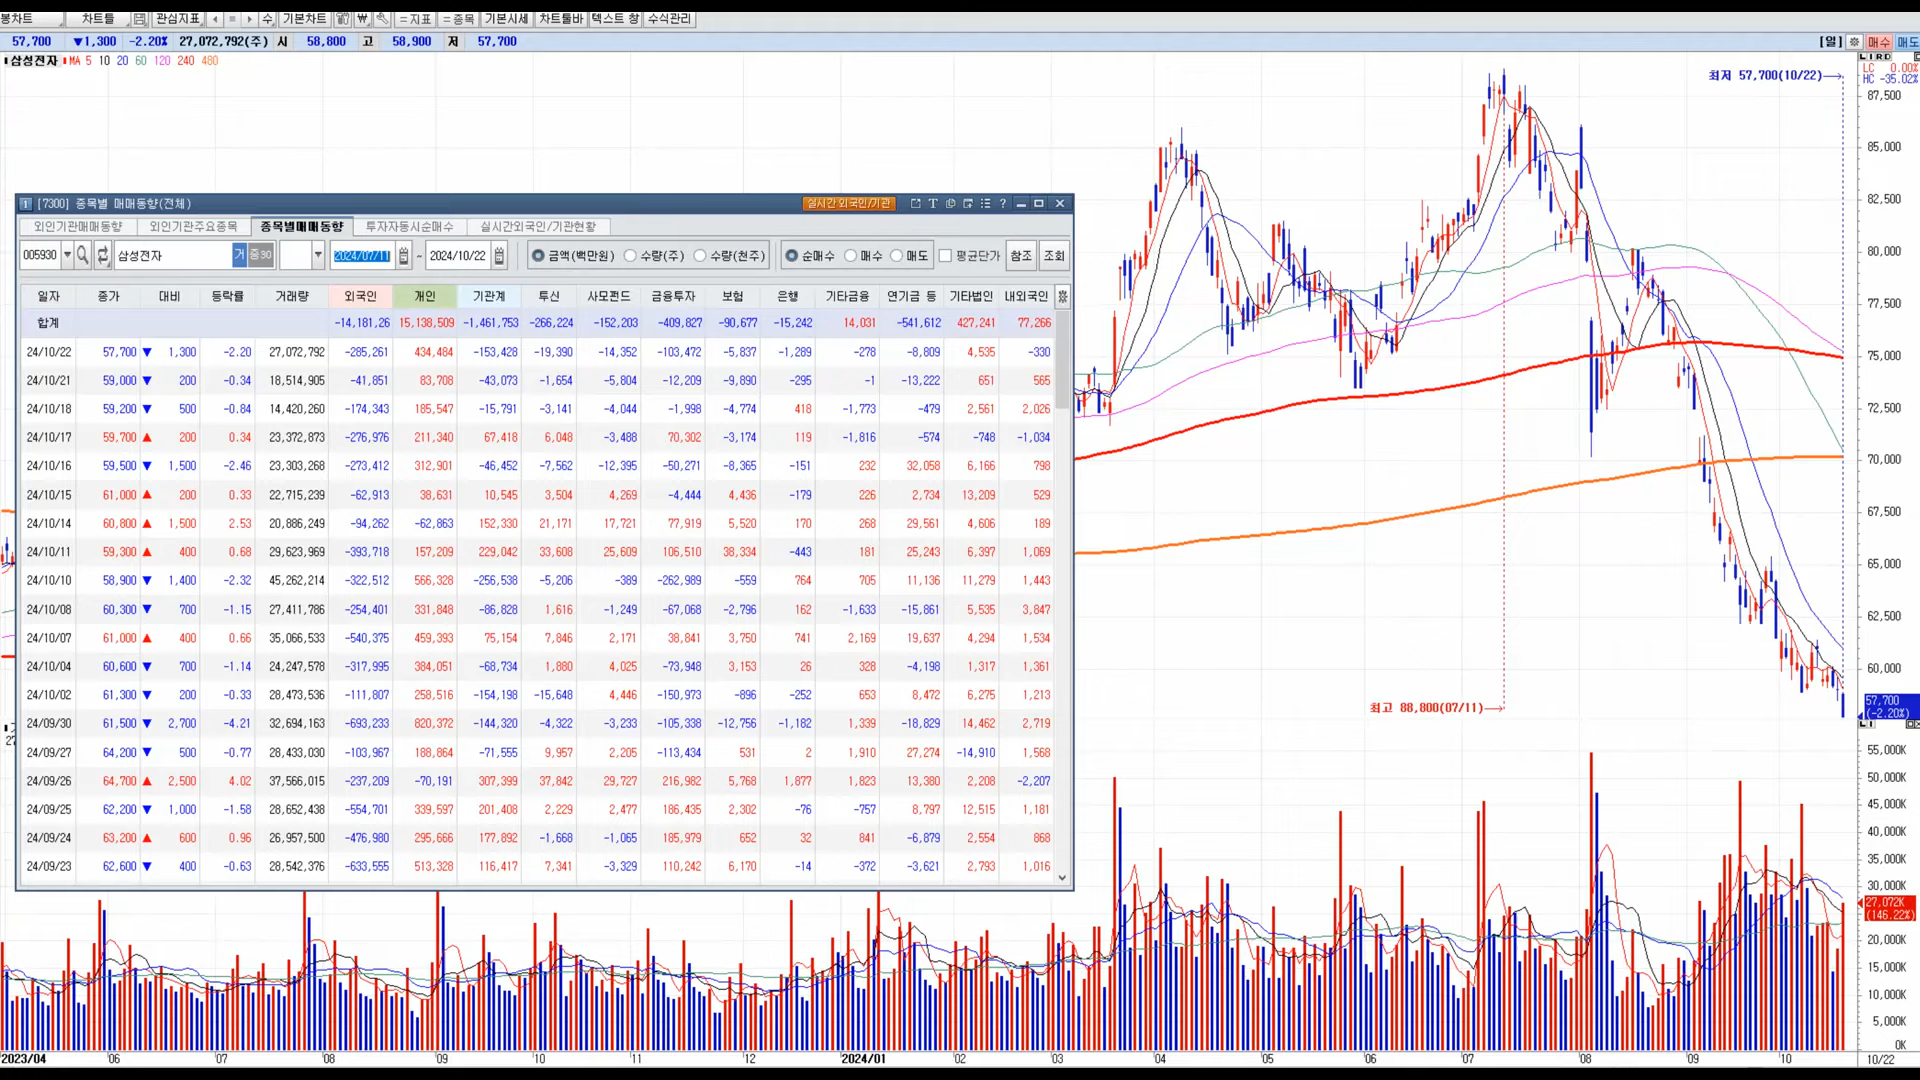 봉차트 차트툴 관심지표 수 기본차트 ₩ =지표 =종목 기본시세 차트툴바 텍스트 창 수식관리
57,700 ▼1,300 -2.20% 27,072,792(주) 시 58,800 고 58,900 저 57,700 [일] 매수 매도
삼성전자 MA 5 10 20 60 120 240 480
LC 0.00%
최저 57,700(10/22)→ HC -35.02%
87,500
85,000
82,500
80,000
77,500
75,000
72,500
70,000
67,500
65,000
62,500
60,000
57,700
(-2.20%)
최고 88,800(07/11)→
1 [7300] 종목별 매매동향(전체) 실시간 외국인/기관 T ?
외인기관매매동향 외인기관주요종목 종목별매매동향 투자자동시순매수 실시간외국인/기관현황
005930 삼성전자 거 증30 2024/07/11 ~ 2024/10/22 금액(백만원) 수량(주) 수량(천주) 순매수 매수 매도 평균단가 참조 조회
일자 종가 대비 등락률 거래량 외국인 개인 기관계 투신 사모펀드 금융투자 보험 은행 기타금융 연기금 등 기타법인 내외국인
합계 -14,181,26 15,138,509 -1,461,753 -266,224 -152,203 -409,827 -90,677 -15,242 14,031 -541,612 427,241 77,266
24/10/22 57,700 ▼ 1,300 -2.20 27,072,792 -285,261 434,484 -153,428 -19,390 -14,352 -103,472 -5,837 -1,289 -278 -8,809 4,535 -330
24/10/21 59,000 ▼ 200 -0.34 18,514,905 -41,851 83,708 -43,073 -1,654 -5,804 -12,209 -9,890 -295 -1 -13,222 651 565
24/10/18 59,200 ▼ 500 -0.84 14,420,260 -174,343 185,547 -15,791 -3,141 -4,044 -1,998 -4,774 418 -1,773 -479 2,561 2,026
24/10/17 59,700 ▲ 200 0.34 23,372,873 -276,976 211,340 67,418 6,048 -3,488 70,302 -3,174 119 -1,816 -574 -748 -1,034
24/10/16 59,500 ▼ 1,500 -2.46 23,303,268 -273,412 312,901 -46,452 -7,562 -12,395 -50,271 -8,365 -151 232 32,058 6,166 798
24/10/15 61,000 ▲ 200 0.33 22,715,239 -62,913 38,631 10,545 3,504 4,269 -4,444 4,436 -179 226 2,734 13,209 529
24/10/14 60,800 ▲ 1,500 2.53 20,886,249 -94,262 -62,863 152,330 21,171 17,721 77,919 5,520 170 268 29,561 4,606 189
24/10/11 59,300 ▲ 400 0.68 29,623,969 -393,718 157,209 229,042 33,608 25,609 106,510 38,334 -443 181 25,243 6,397 1,069
24/10/10 58,900 ▼ 1,400 -2.32 45,262,214 -322,512 566,328 -256,538 -5,206 -389 -262,989 -559 764 705 11,136 11,279 1,443
24/10/08 60,300 ▼ 700 -1.15 27,411,786 -254,401 331,848 -86,828 1,616 -1,249 -67,068 -2,796 162 -1,633 -15,861 5,535 3,847
24/10/07 61,000 ▲ 400 0.66 35,066,533 -540,375 459,393 75,154 7,846 2,171 38,841 3,750 741 2,169 19,637 4,294 1,534
24/10/04 60,600 ▼ 700 -1.14 24,247,578 -317,995 384,051 -68,734 1,880 4,025 -73,948 3,153 26 328 -4,198 1,317 1,361
24/10/02 61,300 ▼ 200 -0.33 28,473,536 -111,807 258,516 -154,198 -15,648 4,446 -150,973 -896 -252 653 8,472 6,275 1,213
24/09/30 61,500 ▼ 2,700 -4.21 32,694,163 -693,233 820,372 -144,320 -4,322 -3,233 -105,338 -12,756 -1,182 1,339 -18,829 14,462 2,719
24/09/27 64,200 ▼ 500 -0.77 28,433,030 -103,967 188,864 -71,555 9,957 2,205 -113,434 531 2 1,910 27,274 -14,910 1,568
24/09/26 64,700 ▲ 2,500 4.02 37,566,015 -237,209 -70,191 307,399 37,842 29,727 216,982 5,768 1,877 1,823 13,380 2,208 -2,207
24/09/25 62,200 ▼ 1,000 -1.58 28,652,438 -554,701 339,597 201,408 2,229 2,477 186,435 2,302 -76 -757 8,797 12,515 1,181
24/09/24 63,200 ▲ 600 0.96 26,957,500 -476,980 295,666 177,892 -1,668 -1,065 185,979 652 32 841 -6,879 2,554 868
24/09/23 62,600 ▼ 400 -0.63 28,542,376 -633,555 513,328 116,417 7,341 -3,329 110,242 6,170 -14 -372 -3,621 2,793 1,016
55,000K
50,000K
45,000K
40,000K
35,000K
30,000K
27,072K
(146.22%)
20,000K
15,000K
10,000K
5,000K
0K
2023/04 06 07 08 09 10 11 12 2024/01 02 03 04 05 06 07 08 09 10 10/22